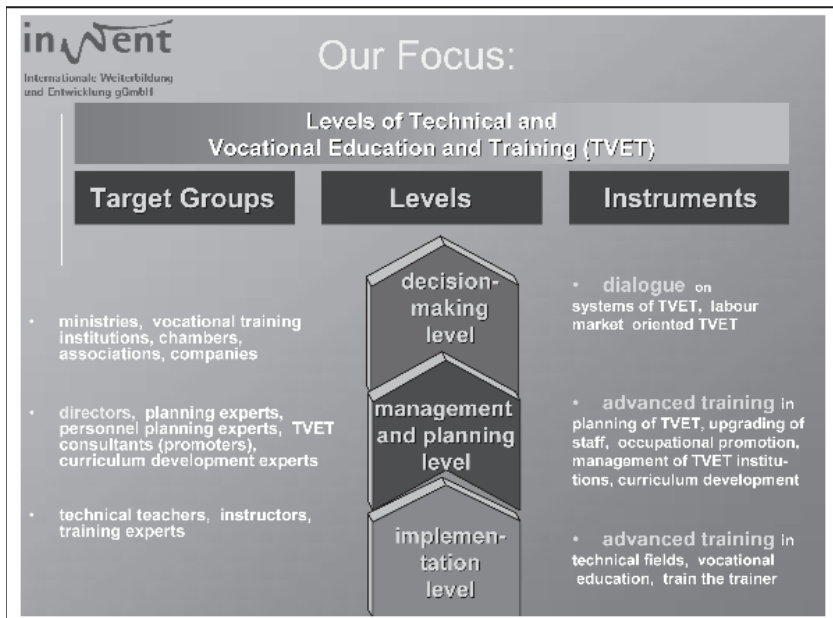 inWent
Internationale Weiterbildung
und Entwicklung gGmbH
Our Focus:
Levels of Technical and
Vocational Education and Training (TVET)
Target Groups
Levels
Instruments
• ministries, vocational training
institutions, chambers,
associations, companies
decision-
making
level
• dialogue on
systems of TVET, labour
market oriented TVET
• directors, planning experts,
personnel planning experts, TVET
consultants (promoters),
curriculum development experts
management
and planning
level
• advanced training in
planning of TVET, upgrading of
staff, occupational promotion,
management of TVET institu-
tions, curriculum development
• technical teachers, instructors,
training experts
implemen-
tation
level
• advanced training in
technical fields, vocational
education, train the trainer